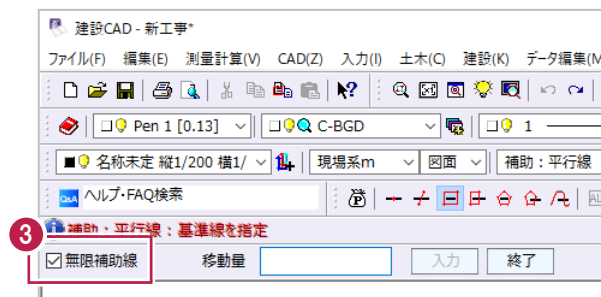 建設CAD - 新工事*
ファイル(F) 編集(E) 測量計算(V) CAD(Z) 入力(I) 土木(C) 建設(K) データ編集(M
Pen 1 [0.13] C-BGD 1
名称未定 縦1/200 横1/ 現場系m 図面 補助：平行線
Q&A ヘルプ・FAQ検索
補助：平行線：基準線を指定
3
無限補助線 移動量 入力 終了